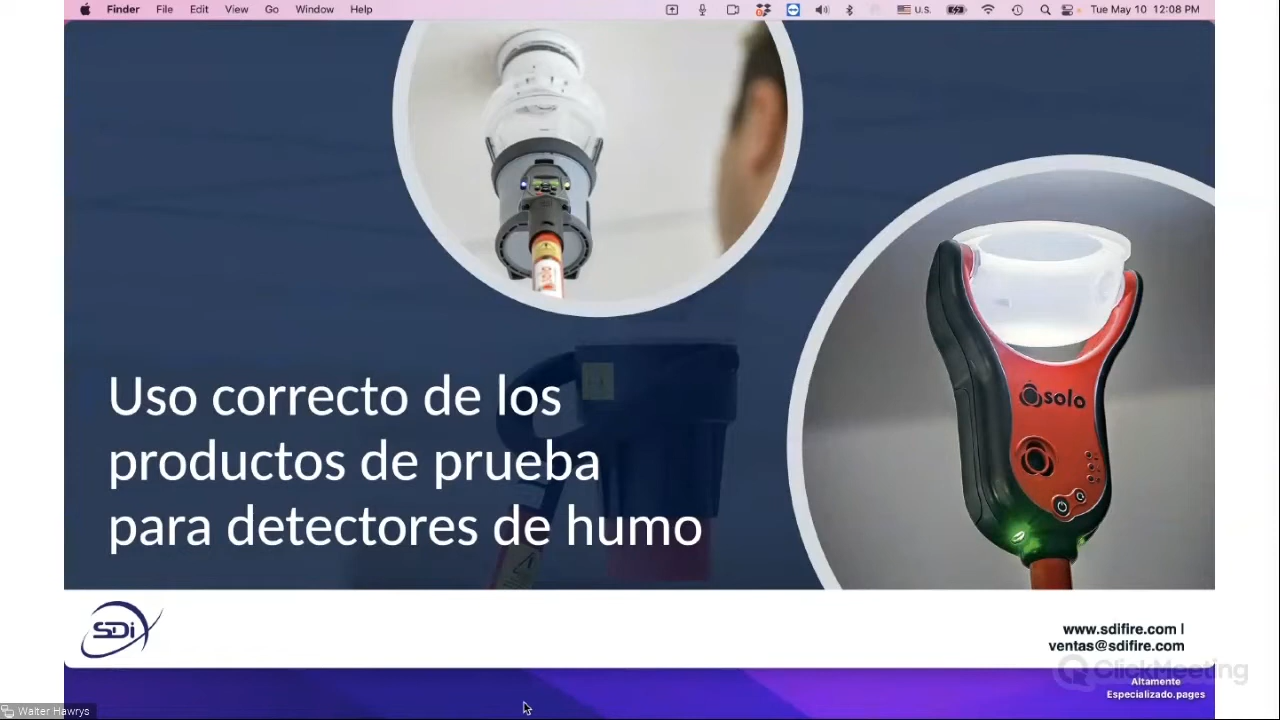 Finder File Edit View Go Window Help
U.S. Tue May 10 12:08 PM
solo
Uso correcto de los
productos de prueba
para detectores de humo
SDi
www.sdifire.com |
ventas@sdifire.com
ClickMeeting
Altamente
Especializado.pages
Walter Hawrys